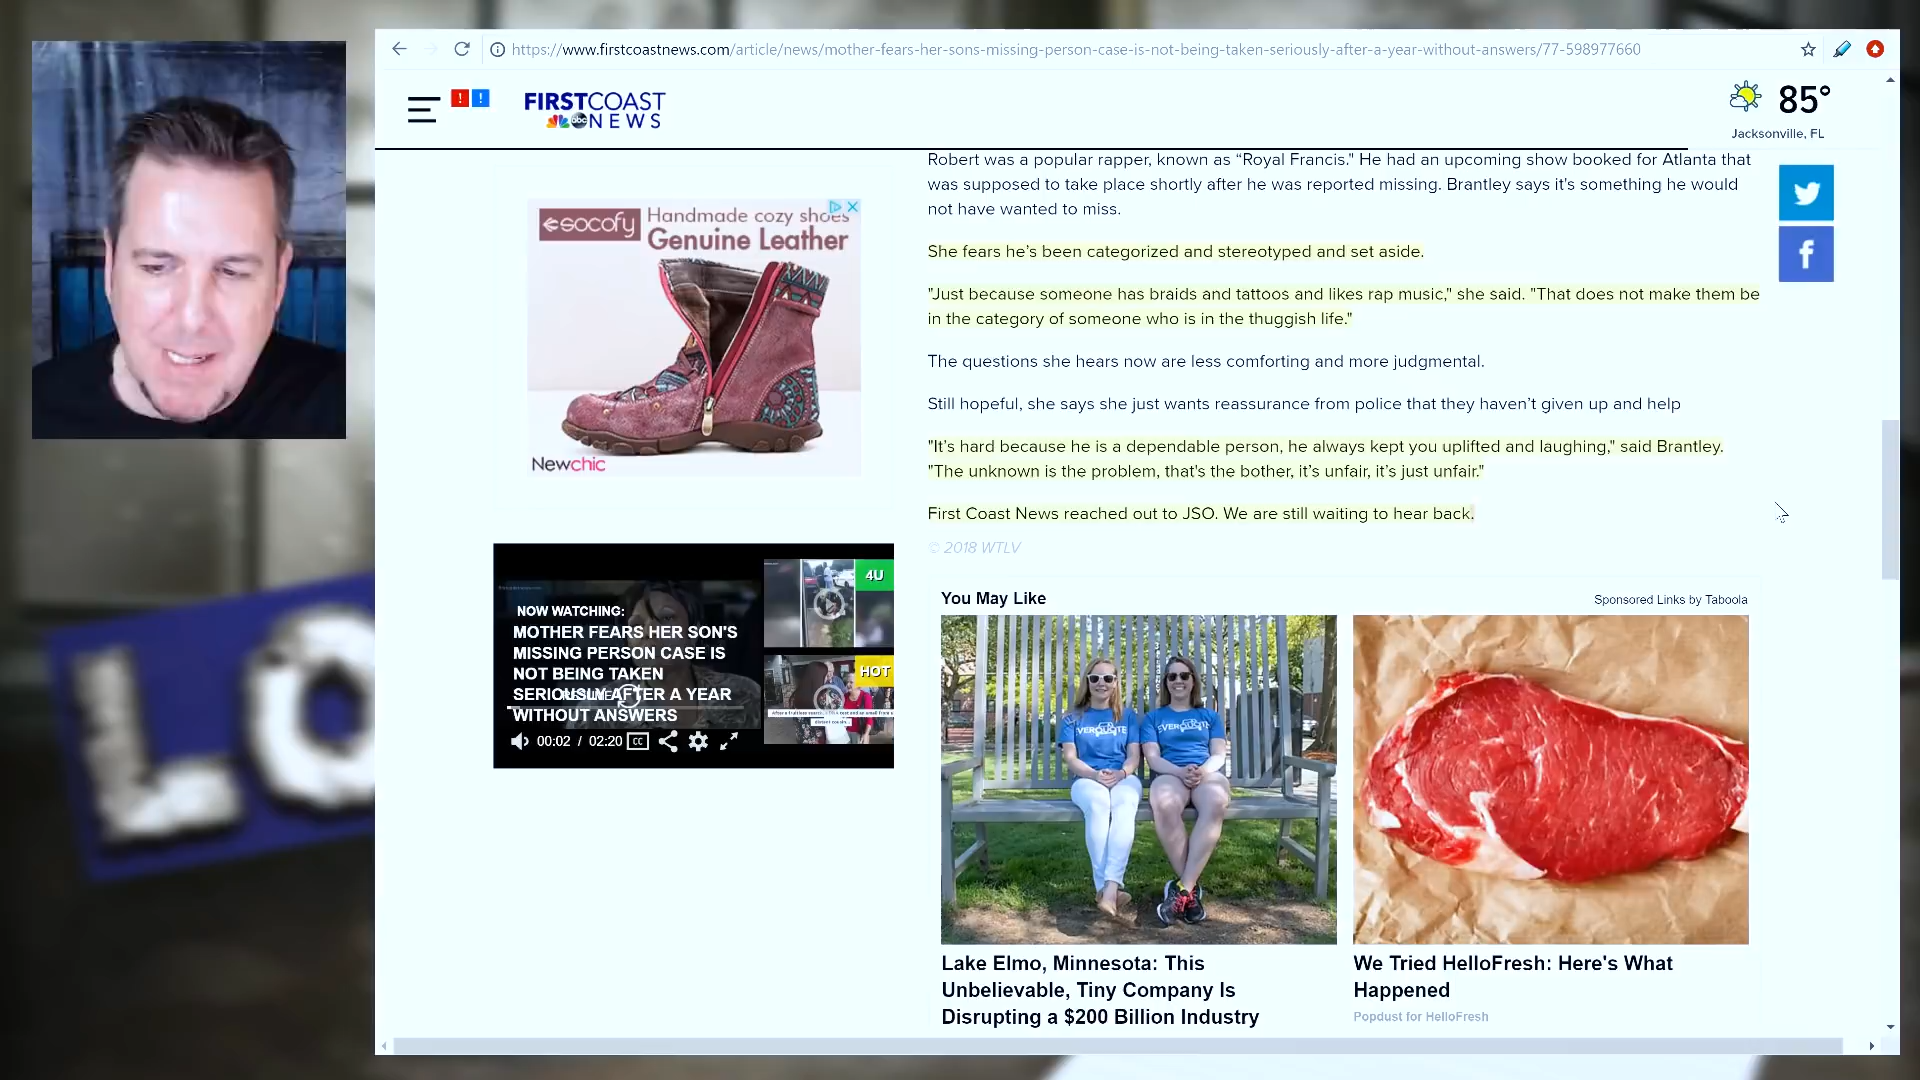 https://www.firstcoastnews.com/article/news/mother-fears-her-sons-missing-person-case-is-not-being-taken-seriously-after-a-year-without-answers/77-598977660
FIRSTCOAST
abc NEWS
85°
Jacksonville, FL
Robert was a popular rapper, known as “Royal Francis." He had an upcoming show booked for Atlanta that
was supposed to take place shortly after he was reported missing. Brantley says it's something he would
not have wanted to miss.
She fears he’s been categorized and stereotyped and set aside.
"Just because someone has braids and tattoos and likes rap music," she said. "That does not make them be
in the category of someone who is in the thuggish life."
The questions she hears now are less comforting and more judgmental.
Still hopeful, she says she just wants reassurance from police that they haven’t given up and help
"It’s hard because he is a dependable person, he always kept you uplifted and laughing," said Brantley.
"The unknown is the problem, that's the bother, it’s unfair, it’s just unfair."
First Coast News reached out to JSO. We are still waiting to hear back.
© 2018 WTLV
socofy
Handmade cozy shoes
Genuine Leather
Newchic
NOW WATCHING:
MOTHER FEARS HER SON'S
MISSING PERSON CASE IS
NOT BEING TAKEN
SERIOUSLY AFTER A YEAR
WITHOUT ANSWERS
00:02 / 02:20 CC
4U
HOT
You May Like
Sponsored Links by Taboola
EVERQUOTE
EVERQUOTE
Lake Elmo, Minnesota: This
Unbelievable, Tiny Company Is
Disrupting a $200 Billion Industry
We Tried HelloFresh: Here's What
Happened
Popdust for HelloFresh
LO